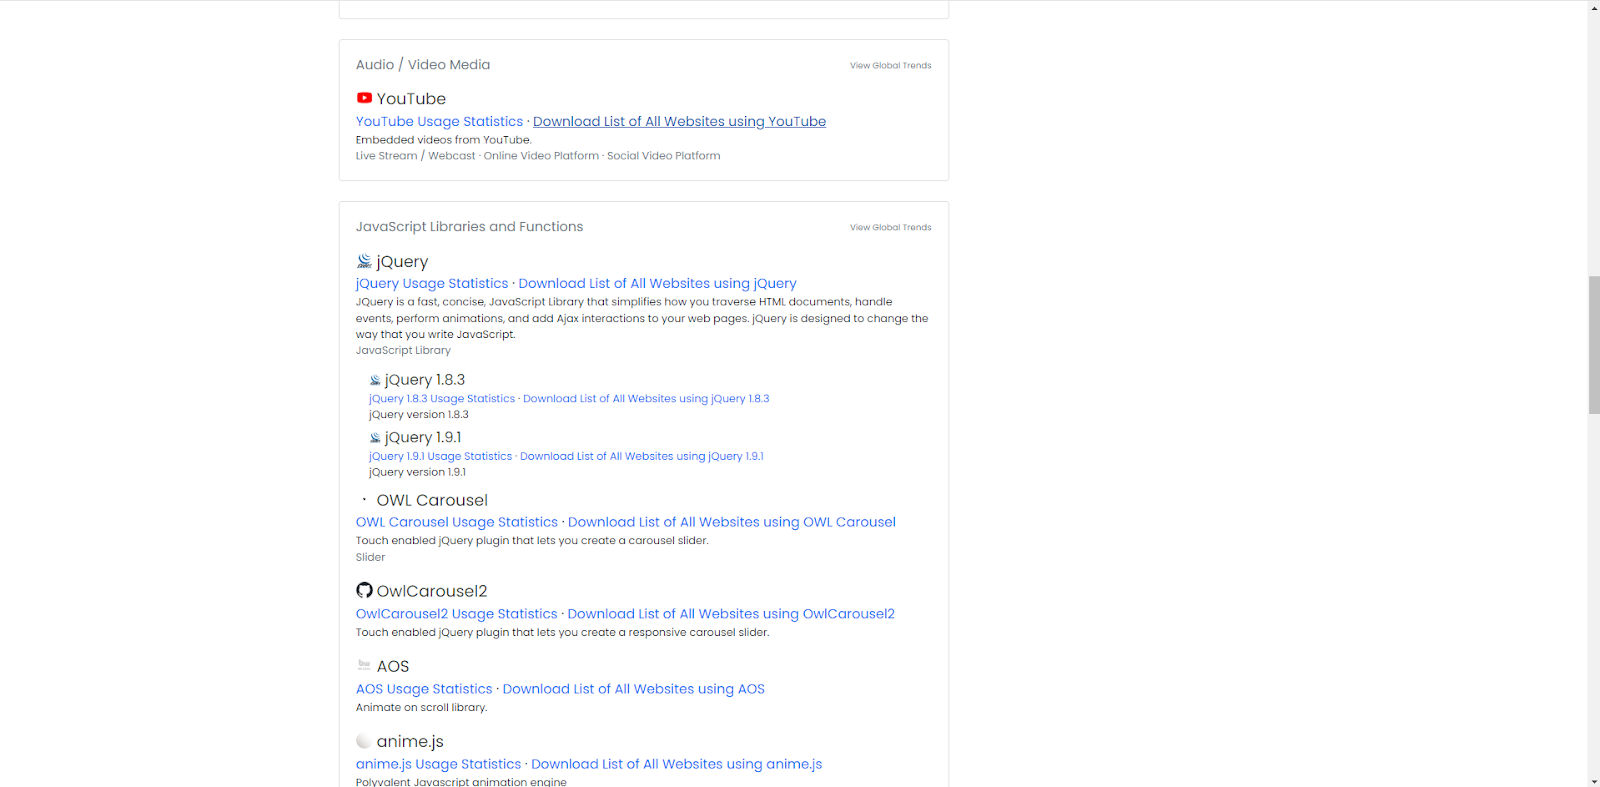 Audio / Video Media
View Global Trends
YouTube
YouTube Usage Statistics · Download List of All Websites using YouTube
Embedded videos from YouTube.
Live Stream / Webcast · Online Video Platform · Social Video Platform
JavaScript Libraries and Functions
View Global Trends
jQuery
jQuery Usage Statistics · Download List of All Websites using jQuery
JQuery is a fast, concise, JavaScript Library that simplifies how you traverse HTML documents, handle
events, perform animations, and add Ajax interactions to your web pages. jQuery is designed to change the
way that you write JavaScript.
JavaScript Library
jQuery 1.8.3
jQuery 1.8.3 Usage Statistics · Download List of All Websites using jQuery 1.8.3
jQuery version 1.8.3
jQuery 1.9.1
jQuery 1.9.1 Usage Statistics · Download List of All Websites using jQuery 1.9.1
jQuery version 1.9.1
OWL Carousel
OWL Carousel Usage Statistics · Download List of All Websites using OWL Carousel
Touch enabled jQuery plugin that lets you create a carousel slider.
Slider
OwlCarousel2
OwlCarousel2 Usage Statistics · Download List of All Websites using OwlCarousel2
Touch enabled jQuery plugin that lets you create a responsive carousel slider.
AOS
AOS Usage Statistics · Download List of All Websites using AOS
Animate on scroll library.
anime.js
anime.js Usage Statistics · Download List of All Websites using anime.js
Polyvalent Javascript animation engine